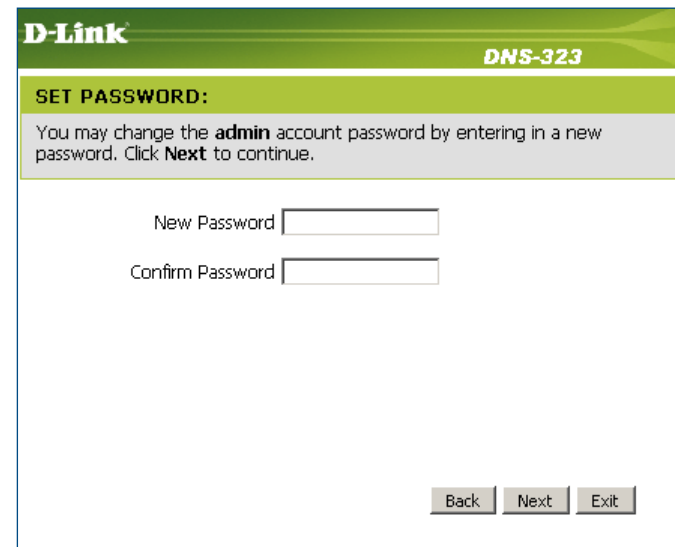 D-Link
DNS-323
SET PASSWORD:
You may change the admin account password by entering in a new
password. Click Next to continue.
New Password
Confirm Password
Back Next Exit